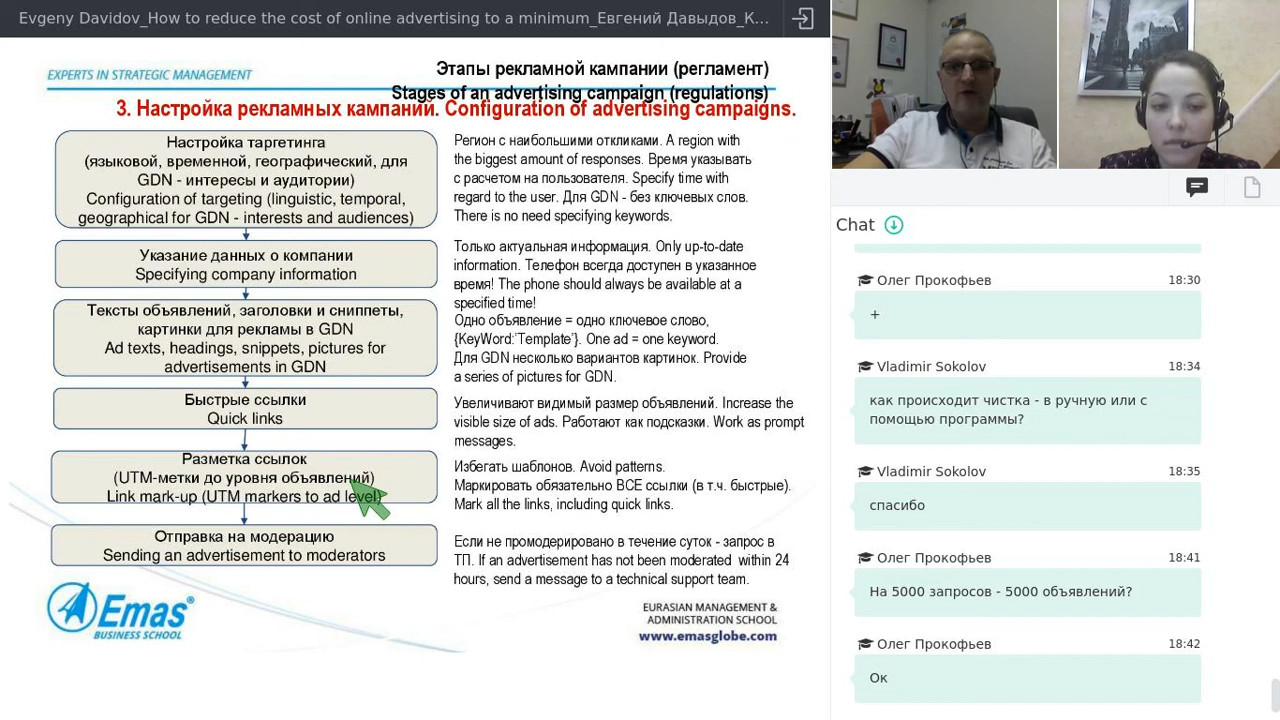 Evgeny Davidov_How to reduce the cost of online advertising to a minimum_Евгений Давыдов_К...
EXPERTS IN STRATEGIC MANAGEMENT
Этапы рекламной кампании (регламент)
Stages of an advertising campaign (regulations)
3. Настройка рекламных кампаний. Configuration of advertising campaigns.
Настройка таргетинга
(языковой, временной, географический, для
GDN - интересы и аудитории)
Configuration of targeting (linguistic, temporal,
geographical for GDN - interests and audiences)
Регион с наибольшими откликами. A region with
the biggest amount of responses. Время указывать
с расчетом на пользователя. Specify time with
regard to the user. Для GDN - без ключевых слов.
There is no need specifying keywords.
Указание данных о компании
Specifying company information
Только актуальная информация. Only up-to-date
information. Телефон всегда доступен в указанное
время! The phone should always be available at a
specified time!
Тексты объявлений, заголовки и сниппеты,
картинки для рекламы в GDN
Ad texts, headings, snippets, pictures for
advertisements in GDN
Одно объявление = одно ключевое слово,
{KeyWord:'Template'}. One ad = one keyword.
Для GDN несколько вариантов картинок. Provide
a series of pictures for GDN.
Быстрые ссылки
Quick links
Увеличивают видимый размер объявлений. Increase the
visible size of ads. Работают как подсказки. Work as prompt
messages.
Разметка ссылок
(UTM-метки до уровня объявлений)
Link mark-up (UTM markers to ad level)
Избегать шаблонов. Avoid patterns.
Маркировать обязательно ВСЕ ссылки (в т.ч. быстрые).
Mark all the links, including quick links.
Отправка на модерацию
Sending an advertisement to moderators
Если не промодерировано в течение суток - запрос в
ТП. If an advertisement has not been moderated within 24
hours, send a message to a technical support team.
Emas
BUSINESS SCHOOL
EURASIAN MANAGEMENT &
ADMINISTRATION SCHOOL
www.emasglobe.com
Chat
Олег Прокофьев 18:30
+
Vladimir Sokolov 18:34
как происходит чистка - в ручную или с
помощью программы?
Vladimir Sokolov 18:35
спасибо
Олег Прокофьев 18:41
На 5000 запросов - 5000 объявлений?
Олег Прокофьев 18:42
Ок